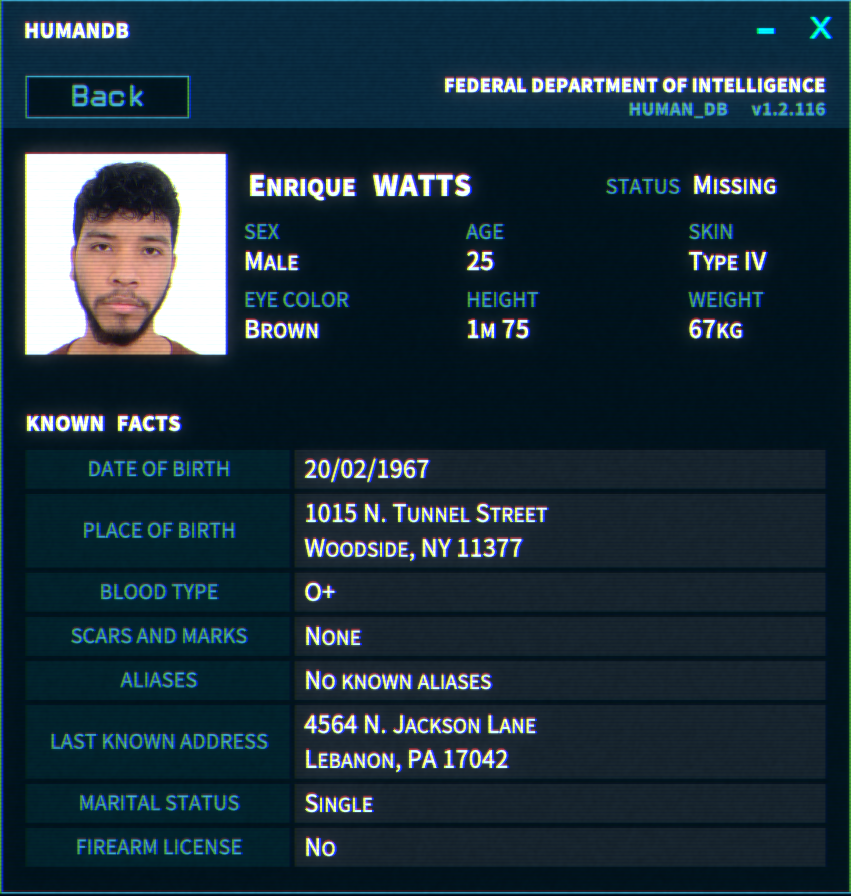 HUMANDB
– X
Back
FEDERAL DEPARTMENT OF INTELLIGENCE
HUMAN_DB v1.2.116
Enrique WATTS
STATUS Missing
SEX AGE SKIN
Male 25 Type IV
EYE COLOR HEIGHT WEIGHT
Brown 1m 75 67kg
KNOWN FACTS
DATE OF BIRTH 20/02/1967
PLACE OF BIRTH 1015 N. Tunnel Street
Woodside, NY 11377
BLOOD TYPE O+
SCARS AND MARKS None
ALIASES No known aliases
LAST KNOWN ADDRESS 4564 N. Jackson Lane
Lebanon, PA 17042
MARITAL STATUS Single
FIREARM LICENSE No